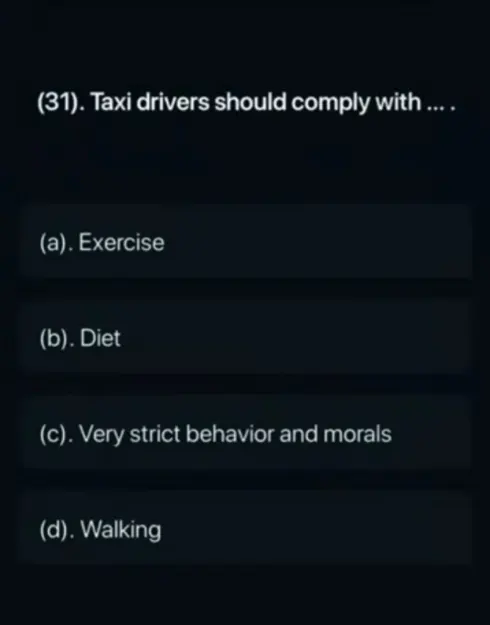 (31). Taxi drivers should comply with ... .
(a). Exercise
(b). Diet
(c). Very strict behavior and morals
(d). Walking